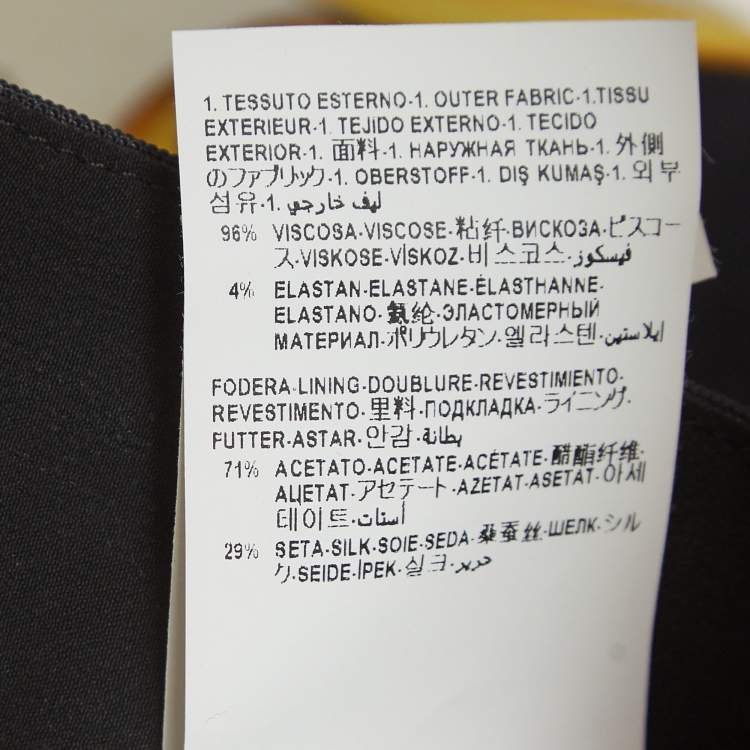 1. TESSUTO ESTERNO·1. OUTER FABRIC·1.TISSU
EXTERIEUR·1. TEJIDO EXTERNO·1. TECIDO
EXTERIOR·1. 面料·1. НАРУЖНАЯ ТКАНЬ·1. 外側
のファブリック·1. OBERSTOFF·1. DIŞ KUMAŞ·1. 외부
섬유·1. ليف خارجي
96% VISCOSA·VISCOSE·粘纤·ВИСКОЗА·ビスコー
ス·VISKOSE·VİSKOZ·비스코스·فيسكوز
4% ELASTAN·ELASTANE·ÉLASTHANNE·
ELASTANO·氨纶·ЭЛАСТОМЕРНЫЙ
МАТЕРИАЛ·ポリウレタン·엘라스텐·ايلاستين
FODERA·LINING·DOUBLURE·REVESTIMIENTO·
REVESTIMENTO·里料·ПОДКЛАДКА·ライニング·
FUTTER·ASTAR·안감·بطانة
71% ACETATO·ACETATE·ACÉTATE·醋酯纤维·
АЦЕТАТ·アセテート·AZETAT·ASETAT·아세
테이트·أستات
29% SETA·SILK·SOIE·SEDA·桑蚕丝·ШЕЛК·シル
ク·SEIDE·İPEK·실크·حرير